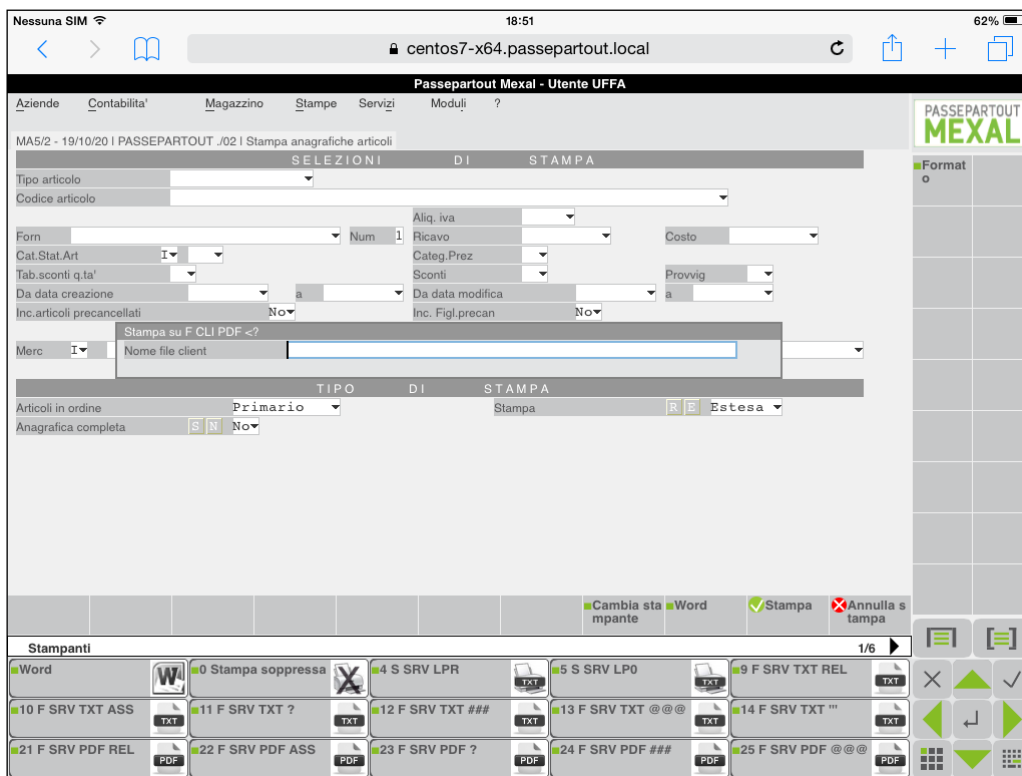 Nessuna SIM 18:51 62%
centos7-x64.passepartout.local
Passepartout Mexal - Utente UFFA
Aziende Contabilita' Magazzino Stampe Servizi Moduli ?
PASSEPARTOUT
MEXAL
MA5/2 - 19/10/20 | PASSEPARTOUT ./02 | Stampa anagrafiche articoli
SELEZIONI DI STAMPA
Format
o
Tipo articolo
Codice articolo
Aliq. iva
Forn Num 1 Ricavo Costo
Cat.Stat.Art I Categ.Prez
Tab.sconti q.ta' Sconti Provvig
Da data creazione a Da data modifica a
Inc.articoli precancellati No Inc. Figl.precan No
Stampa su F CLI PDF <?
Merc I Nome file client
TIPO DI STAMPA
Articoli in ordine Primario Stampa R E Estesa
Anagrafica completa S N No
Cambia sta
mpante
Word
Stampa
Annulla s
tampa
Stampanti 1/6
Word W 0 Stampa soppressa X 4 S SRV LPR TXT 5 S SRV LP0 TXT 9 F SRV TXT REL TXT
10 F SRV TXT ASS TXT 11 F SRV TXT ? TXT 12 F SRV TXT ### TXT 13 F SRV TXT @@@ TXT 14 F SRV TXT ''' TXT
21 F SRV PDF REL PDF 22 F SRV PDF ASS PDF 23 F SRV PDF ? PDF 24 F SRV PDF ### PDF 25 F SRV PDF @@@ PDF